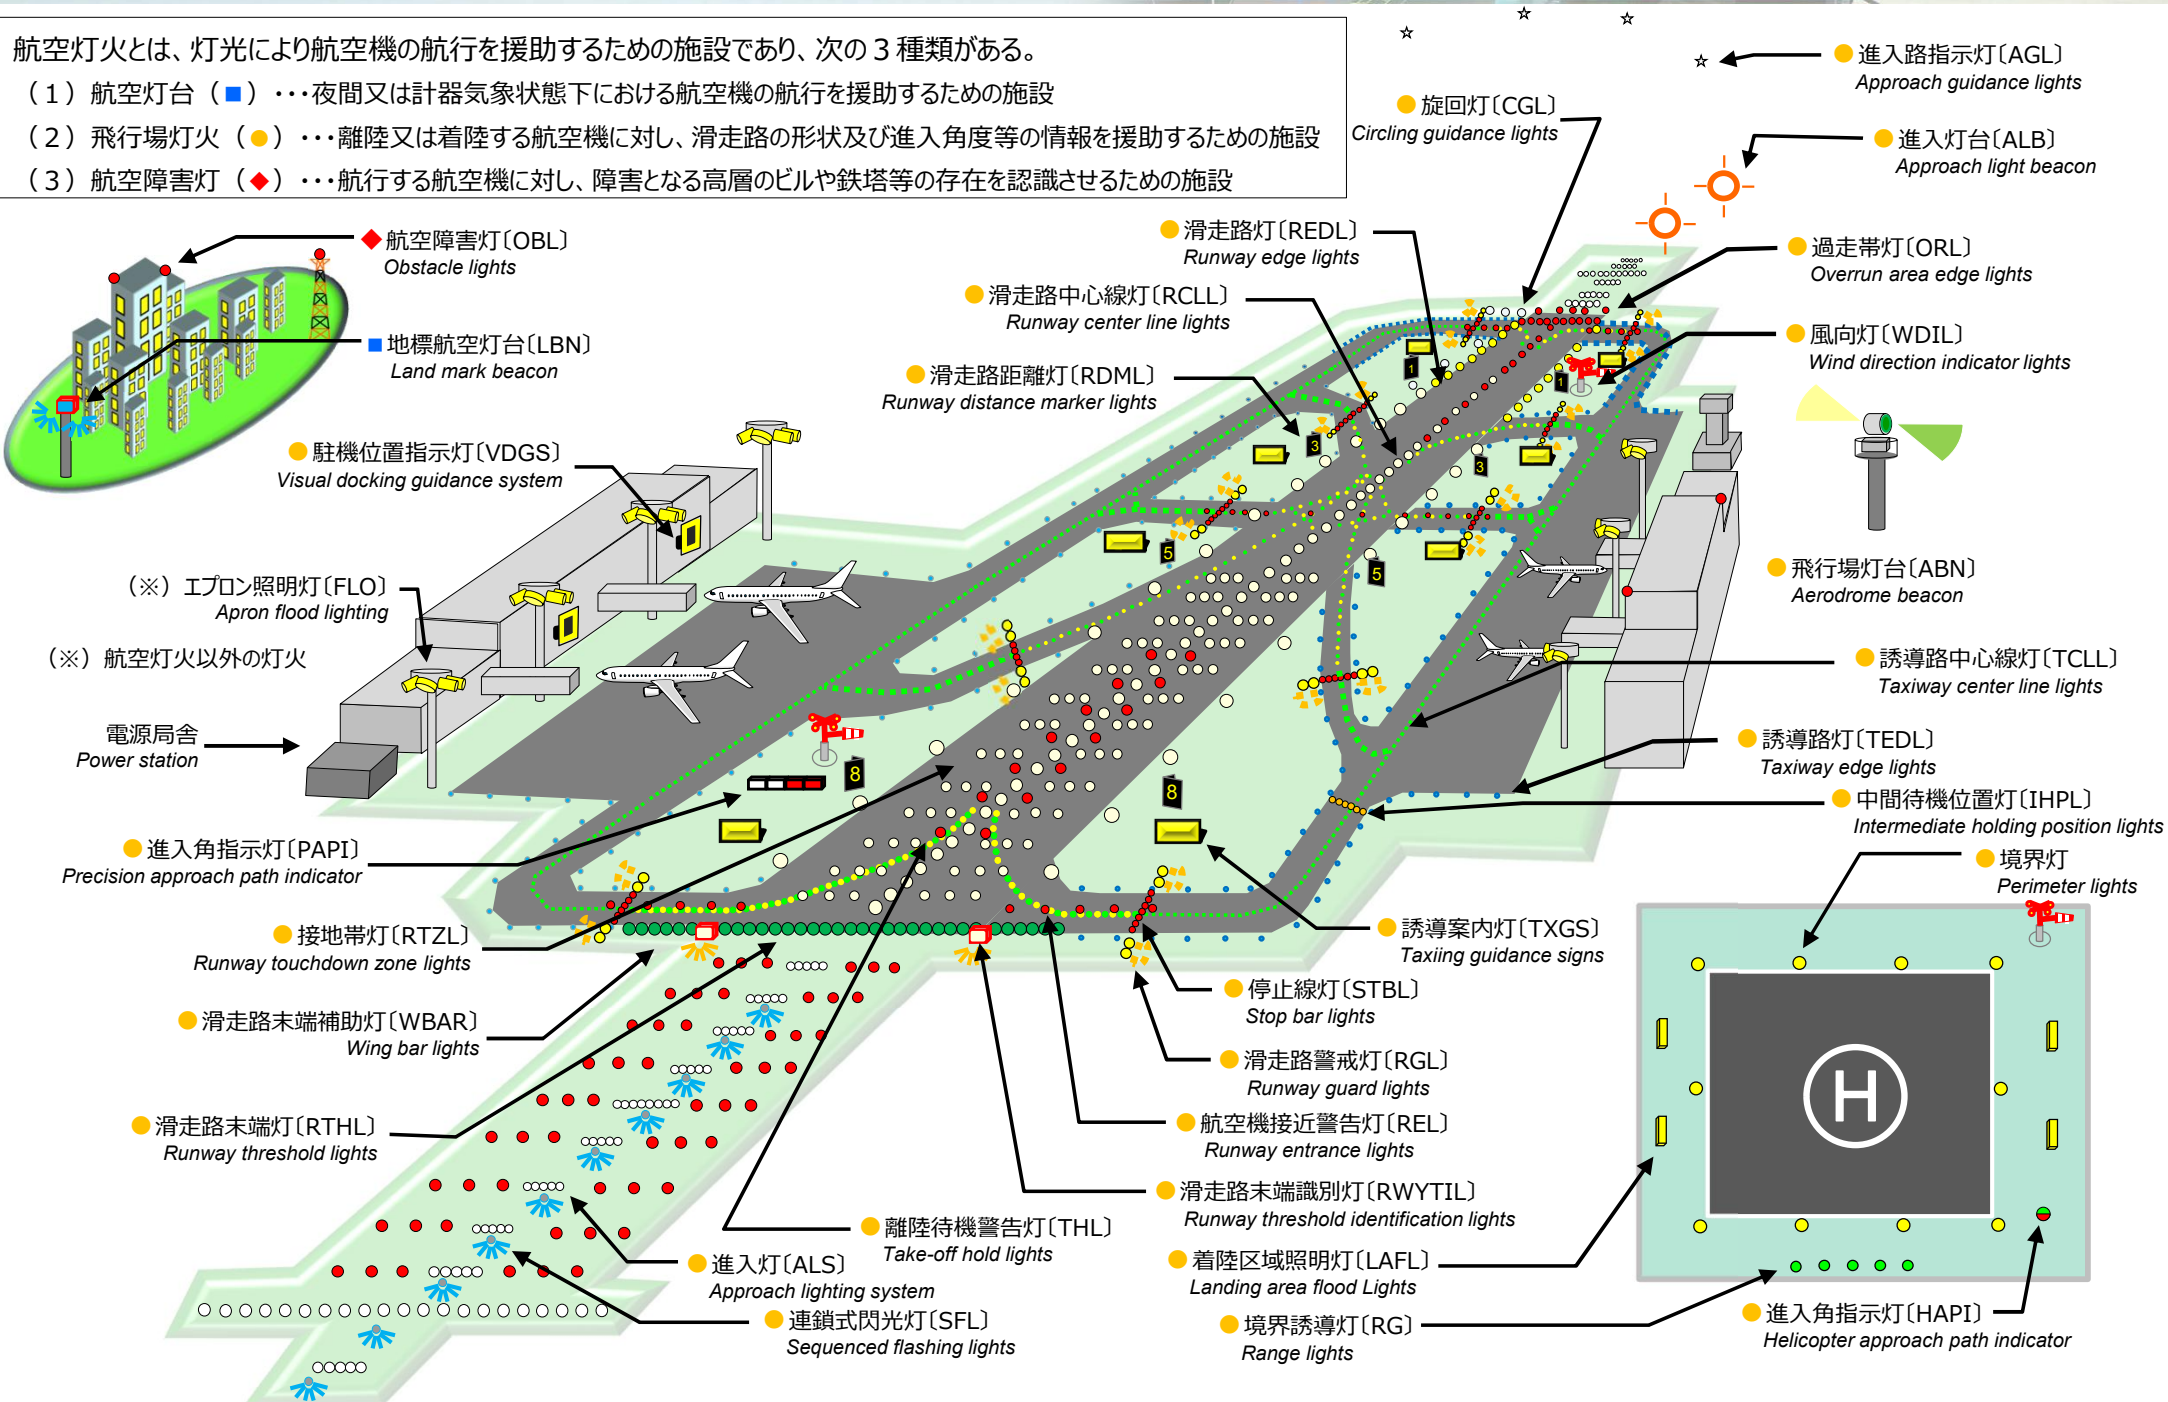 航空灯火とは、灯光により航空機の航行を援助するための施設であり、次の３種類がある。
（１）航空灯台（■）・・・夜間又は計器気象状態下における航空機の航行を援助するための施設
（２）飛行場灯火（●）・・・離陸又は着陸する航空機に対し、滑走路の形状及び進入角度等の情報を援助するための施設
（３）航空障害灯（◆）・・・航行する航空機に対し、障害となる高層のビルや鉄塔等の存在を認識させるための施設
進入路指示灯〔AGL〕
Approach guidance lights
旋回灯〔CGL〕
Circling guidance lights
進入灯台〔ALB〕
Approach light beacon
航空障害灯〔OBL〕
Obstacle lights
滑走路灯〔REDL〕
Runway edge lights
過走帯灯〔ORL〕
Overrun area edge lights
滑走路中心線灯〔RCLL〕
Runway center line lights
地標航空灯台〔LBN〕
Land mark beacon
風向灯〔WDIL〕
Wind direction indicator lights
滑走路距離灯〔RDML〕
Runway distance marker lights
1
1
3
3
5
5
8
8
駐機位置指示灯〔VDGS〕
Visual docking guidance system
（※）エプロン照明灯〔FLO〕
Apron flood lighting
（※）航空灯火以外の灯火
飛行場灯台〔ABN〕
Aerodrome beacon
誘導路中心線灯〔TCLL〕
Taxiway center line lights
電源局舎
Power station
誘導路灯〔TEDL〕
Taxiway edge lights
中間待機位置灯〔IHPL〕
Intermediate holding position lights
進入角指示灯〔PAPI〕
Precision approach path indicator
境界灯
Perimeter lights
接地帯灯〔RTZL〕
Runway touchdown zone lights
誘導案内灯〔TXGS〕
Taxiing guidance signs
停止線灯〔STBL〕
Stop bar lights
滑走路末端補助灯〔WBAR〕
Wing bar lights
滑走路警戒灯〔RGL〕
Runway guard lights
H
滑走路末端灯〔RTHL〕
Runway threshold lights
航空機接近警告灯〔REL〕
Runway entrance lights
滑走路末端識別灯〔RWYTIL〕
Runway threshold identification lights
離陸待機警告灯〔THL〕
Take-off hold lights
進入灯〔ALS〕
Approach lighting system
着陸区域照明灯〔LAFL〕
Landing area flood Lights
連鎖式閃光灯〔SFL〕
Sequenced flashing lights
境界誘導灯〔RG〕
Range lights
進入角指示灯〔HAPI〕
Helicopter approach path indicator